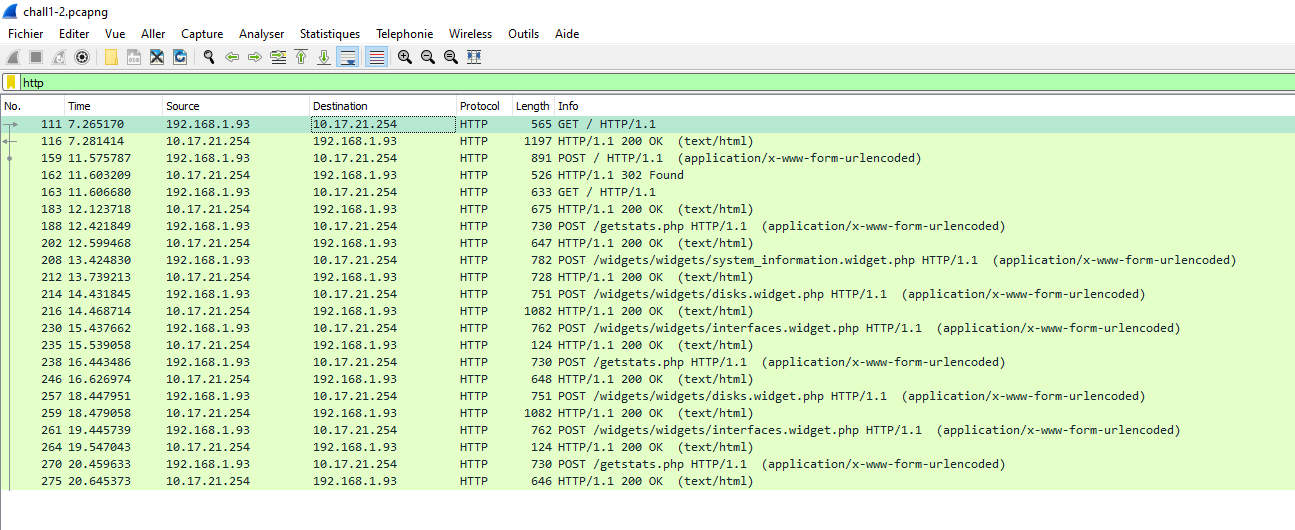 chall1-2.pcapng
Fichier Editer Vue Aller Capture Analyser Statistiques Telephonie Wireless Outils Aide
http
No. Time Source Destination Protocol Length Info
111 7.265170 192.168.1.93 10.17.21.254 HTTP 565 GET / HTTP/1.1
116 7.281414 10.17.21.254 192.168.1.93 HTTP 1197 HTTP/1.1 200 OK (text/html)
159 11.575787 192.168.1.93 10.17.21.254 HTTP 891 POST / HTTP/1.1 (application/x-www-form-urlencoded)
162 11.603209 10.17.21.254 192.168.1.93 HTTP 526 HTTP/1.1 302 Found
163 11.606680 192.168.1.93 10.17.21.254 HTTP 633 GET / HTTP/1.1
183 12.123718 10.17.21.254 192.168.1.93 HTTP 675 HTTP/1.1 200 OK (text/html)
188 12.421849 192.168.1.93 10.17.21.254 HTTP 730 POST /getstats.php HTTP/1.1 (application/x-www-form-urlencoded)
202 12.599468 10.17.21.254 192.168.1.93 HTTP 647 HTTP/1.1 200 OK (text/html)
208 13.424830 192.168.1.93 10.17.21.254 HTTP 782 POST /widgets/widgets/system_information.widget.php HTTP/1.1 (application/x-www-form-urlencoded)
212 13.739213 10.17.21.254 192.168.1.93 HTTP 728 HTTP/1.1 200 OK (text/html)
214 14.431845 192.168.1.93 10.17.21.254 HTTP 751 POST /widgets/widgets/disks.widget.php HTTP/1.1 (application/x-www-form-urlencoded)
216 14.468714 10.17.21.254 192.168.1.93 HTTP 1082 HTTP/1.1 200 OK (text/html)
230 15.437662 192.168.1.93 10.17.21.254 HTTP 762 POST /widgets/widgets/interfaces.widget.php HTTP/1.1 (application/x-www-form-urlencoded)
235 15.539058 10.17.21.254 192.168.1.93 HTTP 124 HTTP/1.1 200 OK (text/html)
238 16.443486 192.168.1.93 10.17.21.254 HTTP 730 POST /getstats.php HTTP/1.1 (application/x-www-form-urlencoded)
246 16.626974 10.17.21.254 192.168.1.93 HTTP 648 HTTP/1.1 200 OK (text/html)
257 18.447951 192.168.1.93 10.17.21.254 HTTP 751 POST /widgets/widgets/disks.widget.php HTTP/1.1 (application/x-www-form-urlencoded)
259 18.479058 10.17.21.254 192.168.1.93 HTTP 1082 HTTP/1.1 200 OK (text/html)
261 19.445739 192.168.1.93 10.17.21.254 HTTP 762 POST /widgets/widgets/interfaces.widget.php HTTP/1.1 (application/x-www-form-urlencoded)
264 19.547043 10.17.21.254 192.168.1.93 HTTP 124 HTTP/1.1 200 OK (text/html)
270 20.459633 192.168.1.93 10.17.21.254 HTTP 730 POST /getstats.php HTTP/1.1 (application/x-www-form-urlencoded)
275 20.645373 10.17.21.254 192.168.1.93 HTTP 646 HTTP/1.1 200 OK (text/html)